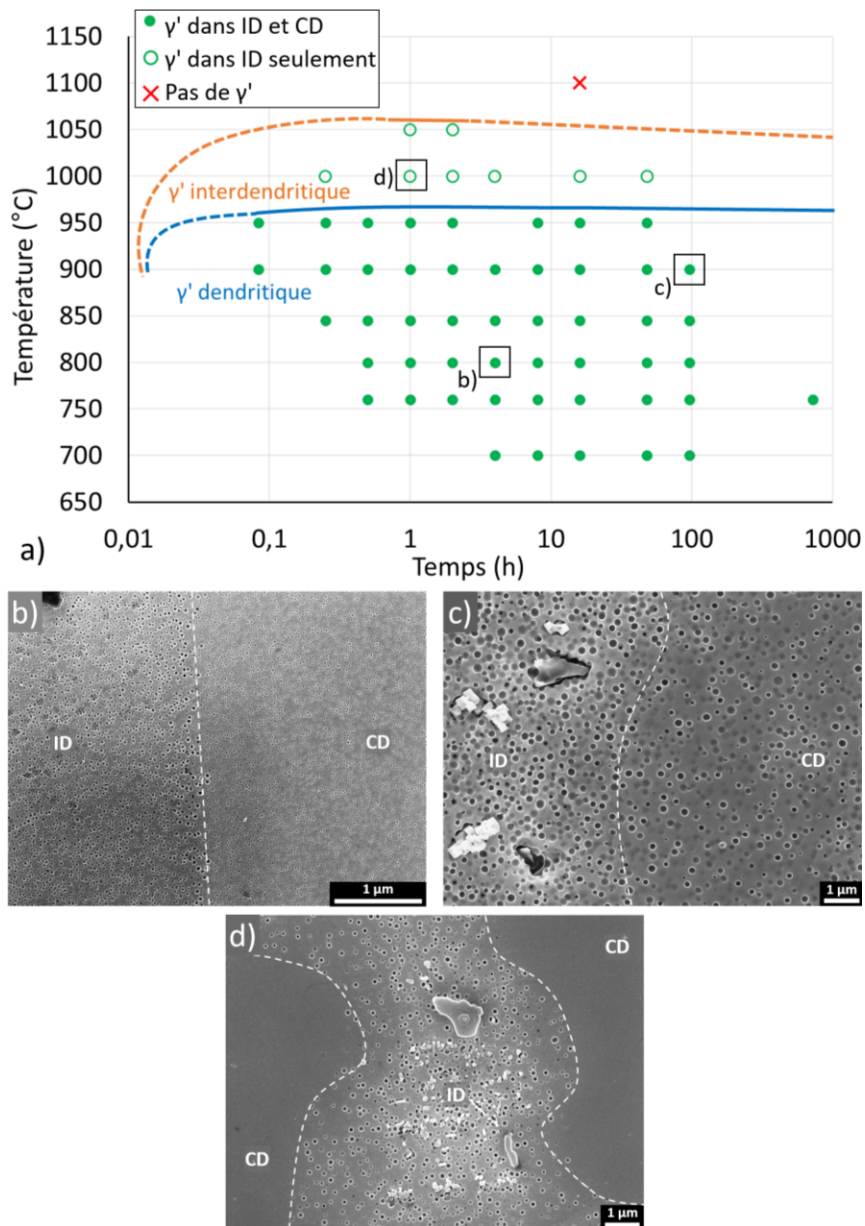 γ' dans ID et CD
γ' dans ID seulement
Pas de γ'
1150
1100
1050
1000
950
900
850
800
750
700
650
Température (°C)
γ' interdendritique
γ' dendritique
d)
c)
b)
0,01
0,1
1
10
100
1000
Temps (h)
a)
b)
ID
CD
1 µm
c)
ID
CD
1 µm
d)
CD
ID
CD
1 µm